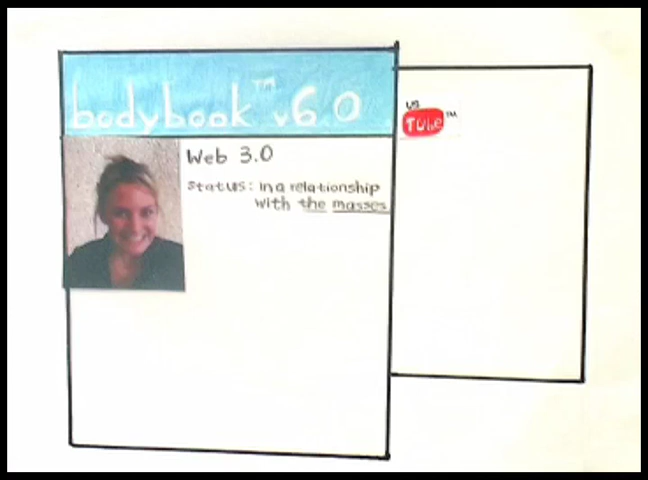 bodybook™ v6.0
Web 3.0
Status: in a relationship
with the masses
US
TUbe™